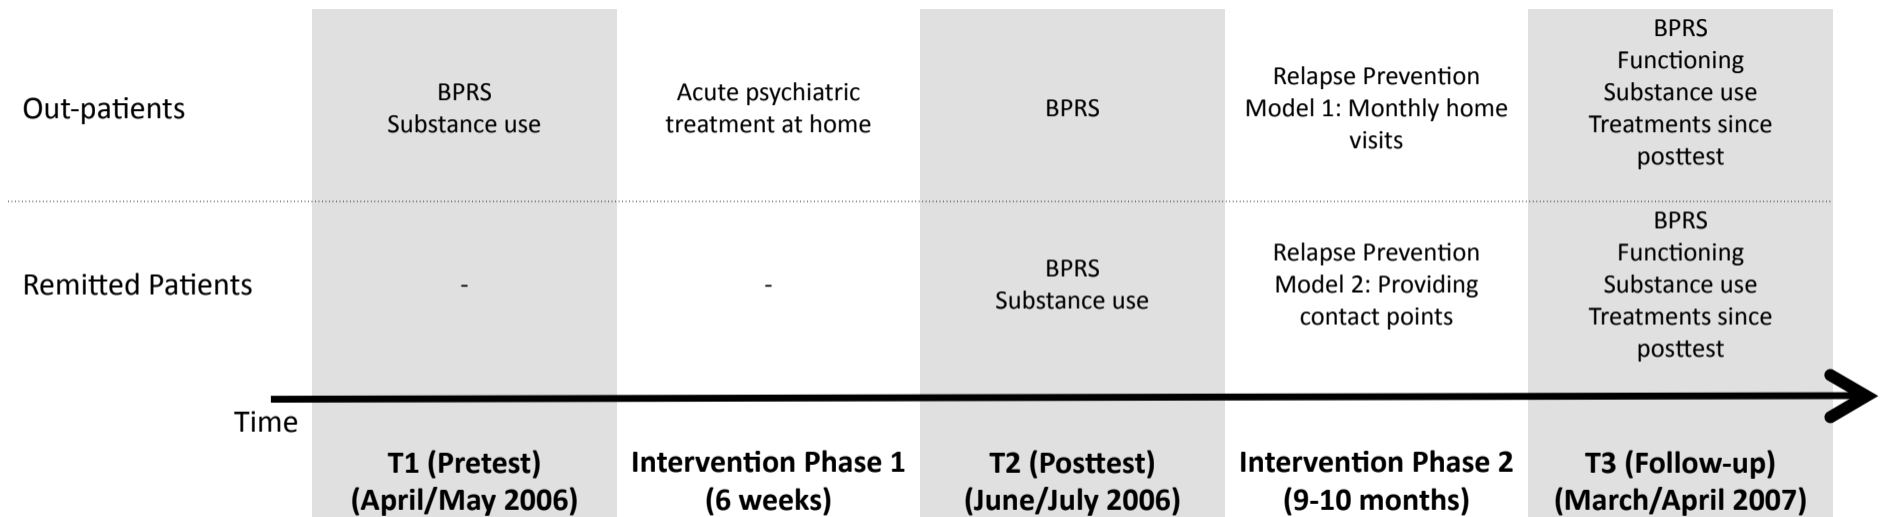 Out-patients
BPRS
Substance use
Acute psychiatric
treatment at home
BPRS
Relapse Prevention
Model 1: Monthly home
visits
BPRS
Functioning
Substance use
Treatments since
posttest
Remitted Patients
-
-
BPRS
Substance use
Relapse Prevention
Model 2: Providing
contact points
BPRS
Functioning
Substance use
Treatments since
posttest
Time
T1 (Pretest)
(April/May 2006)
Intervention Phase 1
(6 weeks)
T2 (Posttest)
(June/July 2006)
Intervention Phase 2
(9-10 months)
T3 (Follow-up)
(March/April 2007)